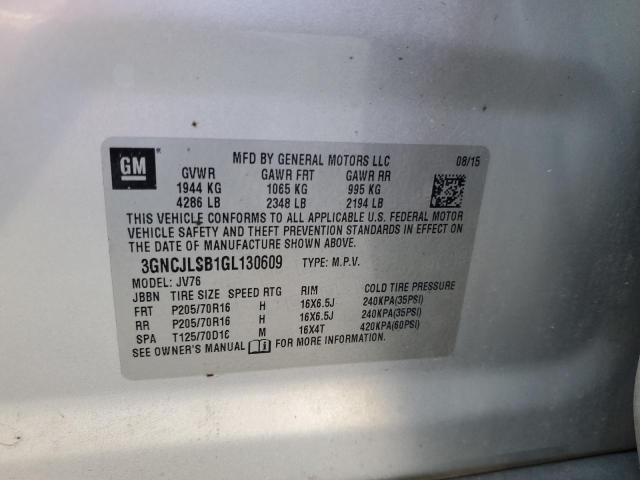 GM
MFD BY GENERAL MOTORS LLC 08/15
GVWR GAWR FRT GAWR RR
1944 KG 1065 KG 995 KG
4286 LB 2348 LB 2194 LB
THIS VEHICLE CONFORMS TO ALL APPLICABLE U.S. FEDERAL MOTOR
VEHICLE SAFETY AND THEFT PREVENTION STANDARDS IN EFFECT ON
THE DATE OF MANUFACTURE SHOWN ABOVE.
3GNCJLSB1GL130609 TYPE: M.P.V.
MODEL: JV76
JBBN TIRE SIZE SPEED RTG RIM COLD TIRE PRESSURE
FRT P205/70R16 H 16X6.5J 240KPA(35PSI)
RR P205/70R16 H 16X6.5J 240KPA(35PSI)
SPA T125/70D16 M 16X4T 420KPA(60PSI)
SEE OWNER'S MANUAL FOR MORE INFORMATION.